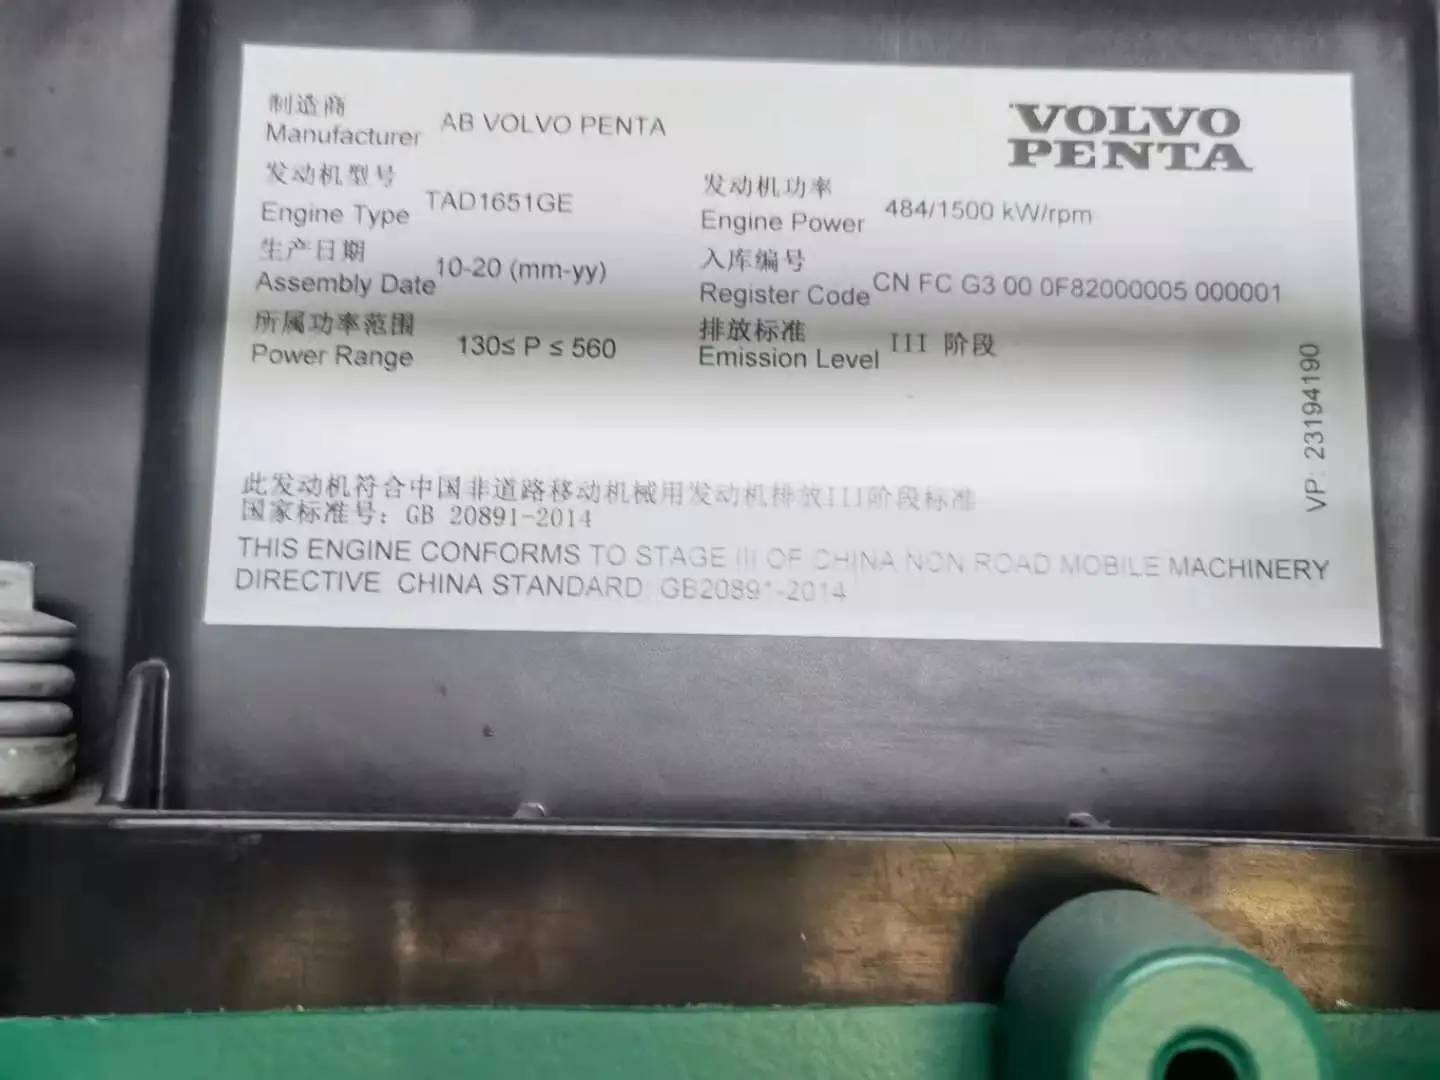 制造商
Manufacturer AB VOLVO PENTA
VOLVO
PENTA
发动机型号
Engine Type TAD1651GE
发动机功率
Engine Power 484/1500 kW/rpm
生产日期
Assembly Date 10-20 (mm-yy)
入库编号
Register Code CN FC G3 00 0F82000005 000001
所属功率范围
Power Range 130≤ P ≤ 560
排放标准
Emission Level III 阶段
VP: 23194190
此发动机符合中国非道路移动机械用发动机排放III阶段标准
国家标准号: GB 20891-2014
THIS ENGINE CONFORMS TO STAGE III OF CHINA NON ROAD MOBILE MACHINERY
DIRECTIVE CHINA STANDARD: GB20891-2014